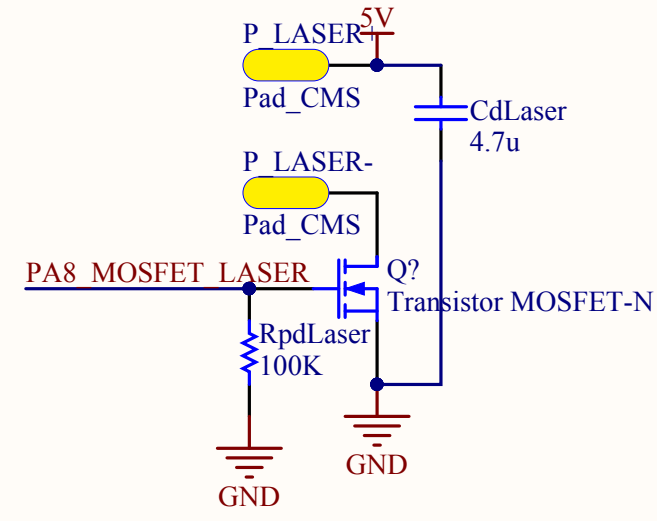 5V
P_LASER+
Pad_CMS
CdLaser
4.7u
P_LASER-
Pad_CMS
PA8_MOSFET_LASER
Q?
Transistor MOSFET-N
RpdLaser
100K
GND
GND